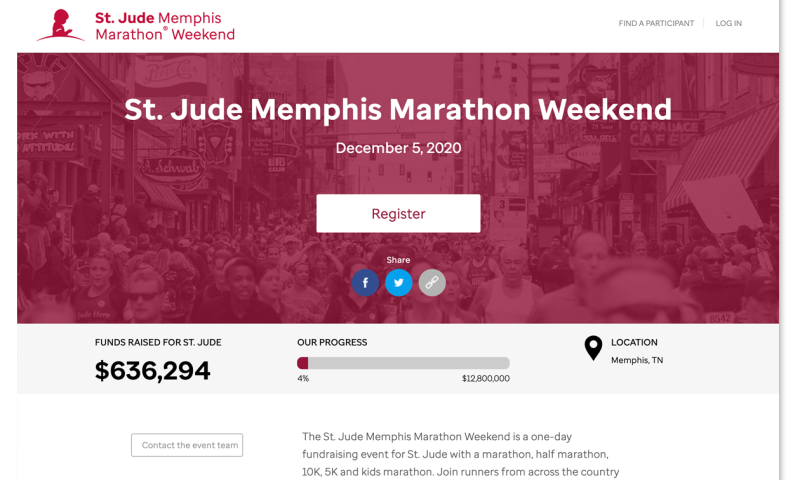 St. Jude Memphis
Marathon® Weekend
FIND A PARTICIPANT
LOG IN
St. Jude Memphis Marathon Weekend
December 5, 2020
Register
Share
FUNDS RAISED FOR ST. JUDE
$636,294
OUR PROGRESS
4%
$12,800,000
LOCATION
Memphis, TN
Contact the event team
The St. Jude Memphis Marathon Weekend is a one-day
fundraising event for St. Jude with a marathon, half marathon,
10K, 5K and kids marathon. Join runners from across the country